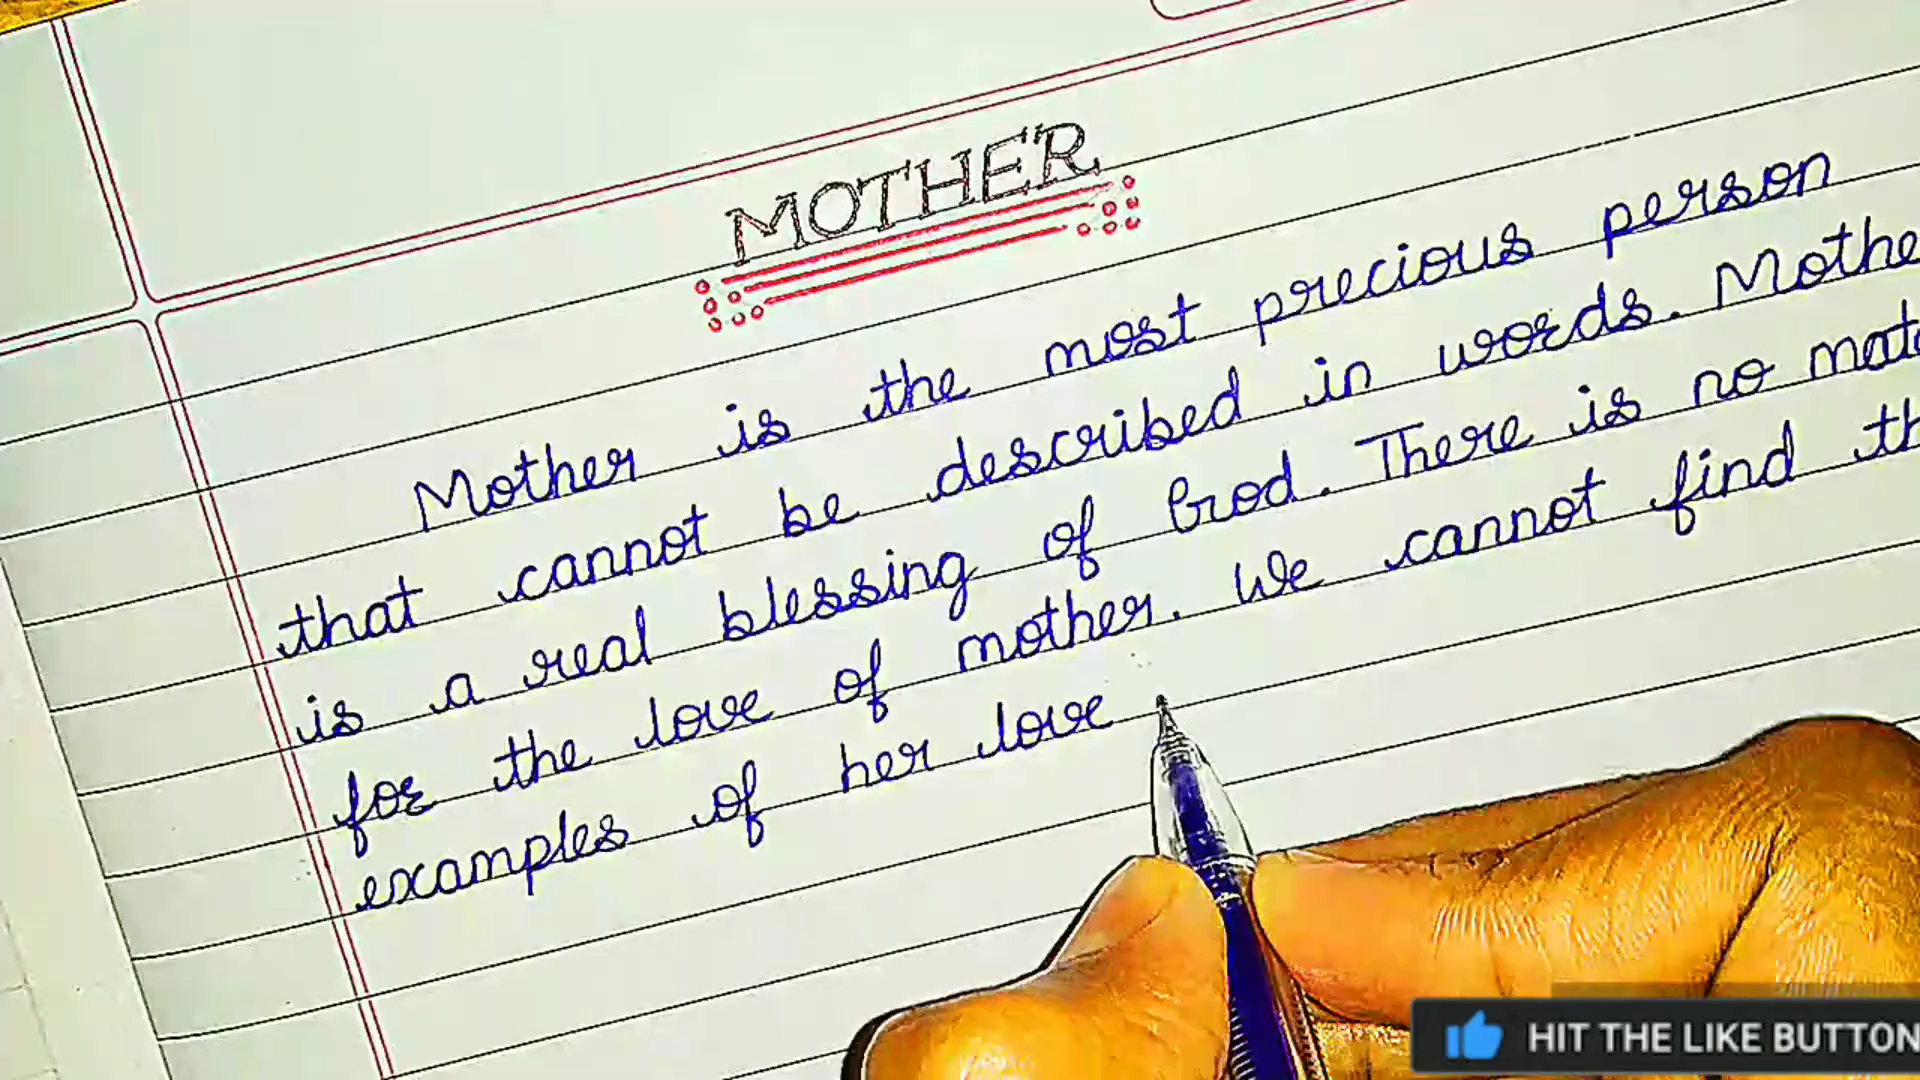 MOTHER
Mother is the most precious person
that cannot be described in words. Mothe
is a real blessing of God. There is no mat
for the love of mother. We cannot find th
examples of her love
HIT THE LIKE BUTTON